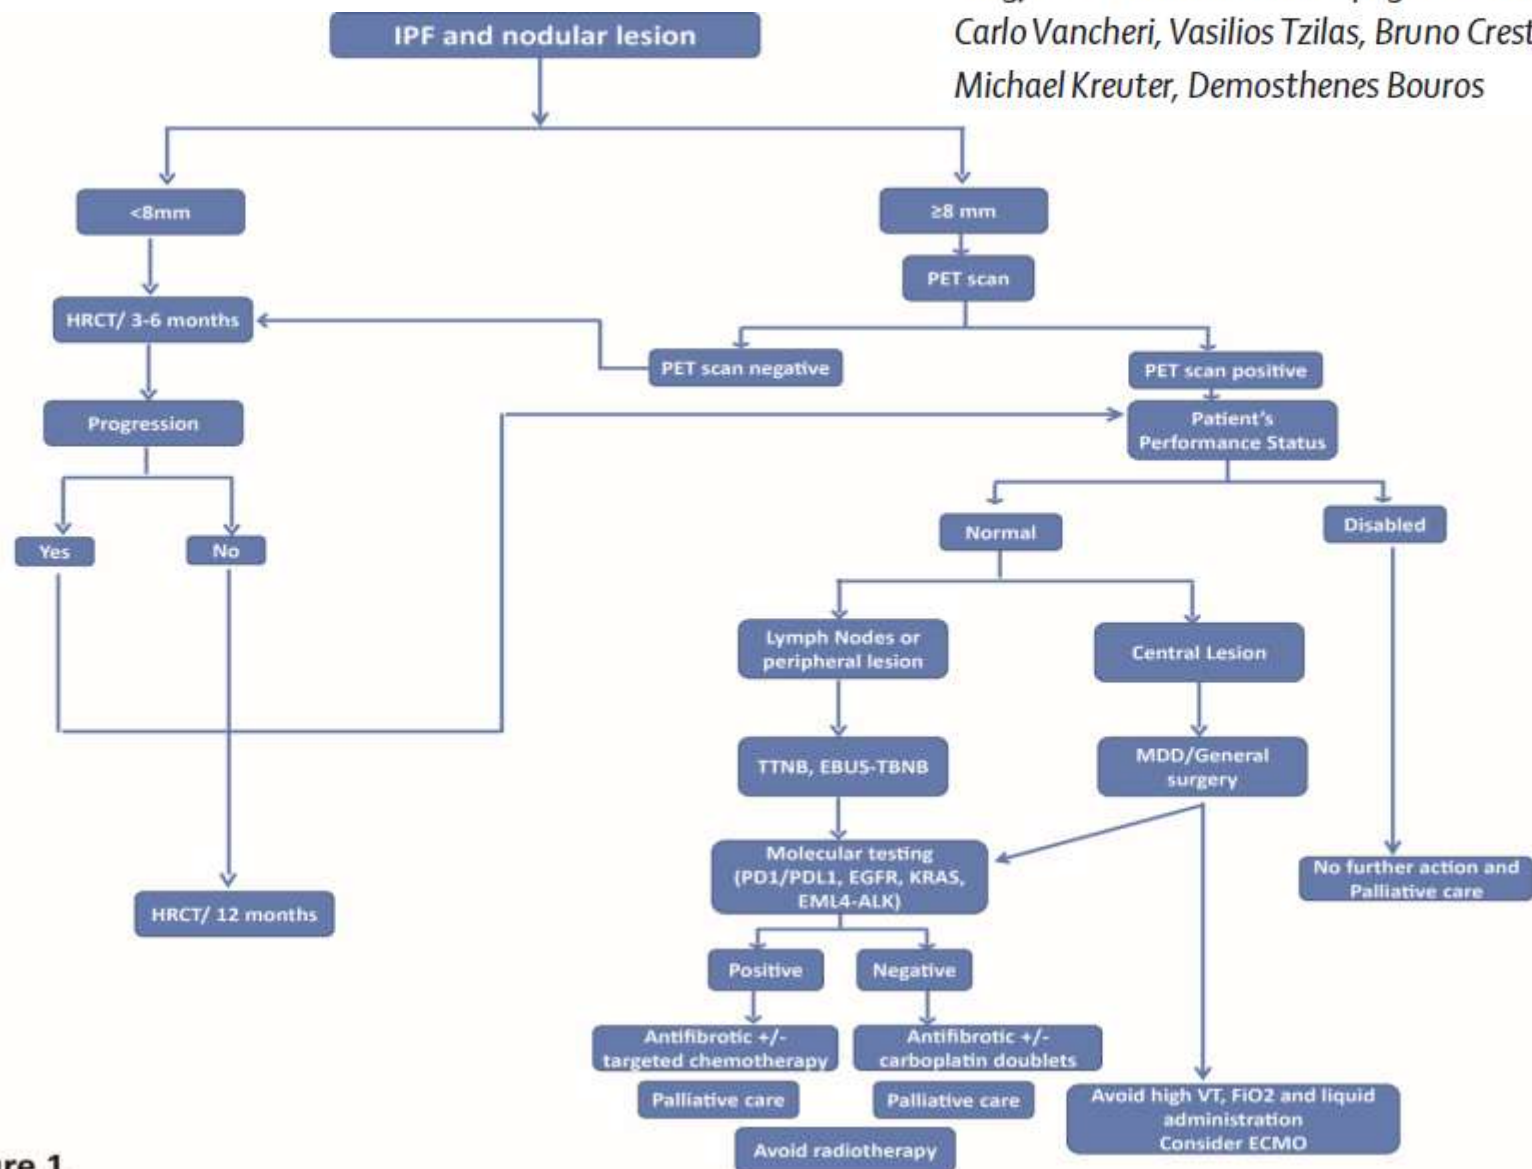 Carlo Vancheri, Vasilios Tzilas, Bruno Crest
Michael Kreuter, Demosthenes Bouros
IPF and nodular lesion
<8mm
≥8 mm
PET scan
HRCT/ 3-6 months
PET scan negative
PET scan positive
Progression
Patient's
Performance Status
Yes
No
Normal
Disabled
Lymph Nodes or
peripheral lesion
Central Lesion
TTNB, EBUS-TBNB
MDD/General
surgery
Molecular testing
(PD1/PDL1, EGFR, KRAS,
EML4-ALK)
No further action and
Palliative care
HRCT/ 12 months
Positive
Negative
Antifibrotic +/-
targeted chemotherapy
Antifibrotic +/-
carboplatin doublets
Palliative care
Palliative care
Avoid high VT, FiO2 and liquid
administration
Consider ECMO
Avoid radiotherapy
ure 1.